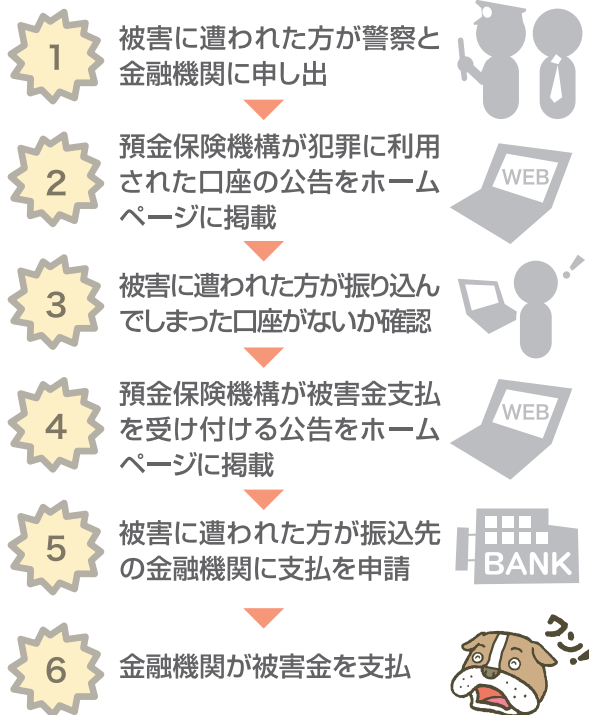 1
被害に遭われた方が警察と
金融機関に申し出
2
預金保険機構が犯罪に利用
された口座の公告をホーム
ページに掲載
WEB
3
被害に遭われた方が振り込ん
でしまった口座がないか確認
!
4
預金保険機構が被害金支払
を受け付ける公告をホーム
ページに掲載
WEB
5
被害に遭われた方が振込先
の金融機関に支払を申請
BANK
6
金融機関が被害金を支払
ワン!